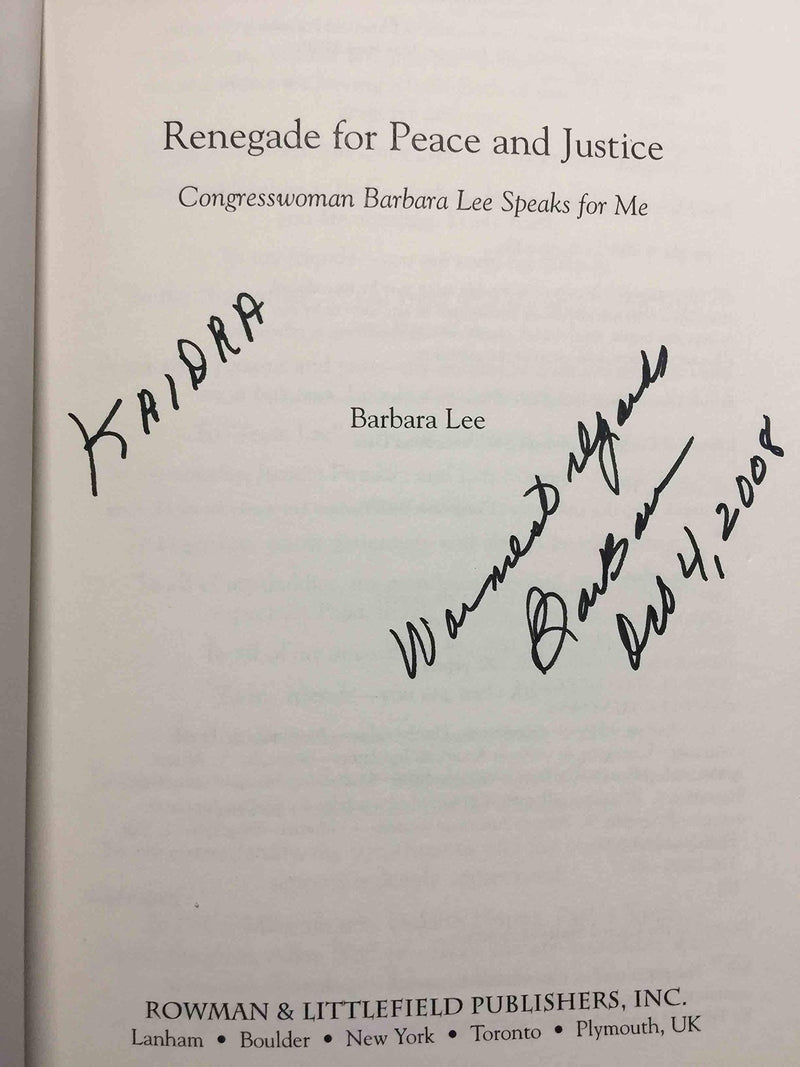 Renegade for Peace and Justice
Congresswoman Barbara Lee Speaks for Me
KAIDRA
Barbara Lee
Warmest regards
Barbara
4, 2008
ROWMAN & LITTLEFIELD PUBLISHERS, INC.
Lanham • Boulder • New York • Toronto • Plymouth, UK